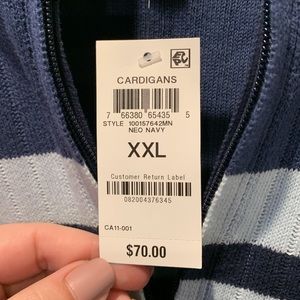 CARDIGANS
7 66380 65435 5
STYLE 100157642MN
NEO NAVY
XXL
Customer Return Label
082004376345
CA11-001
$70.00